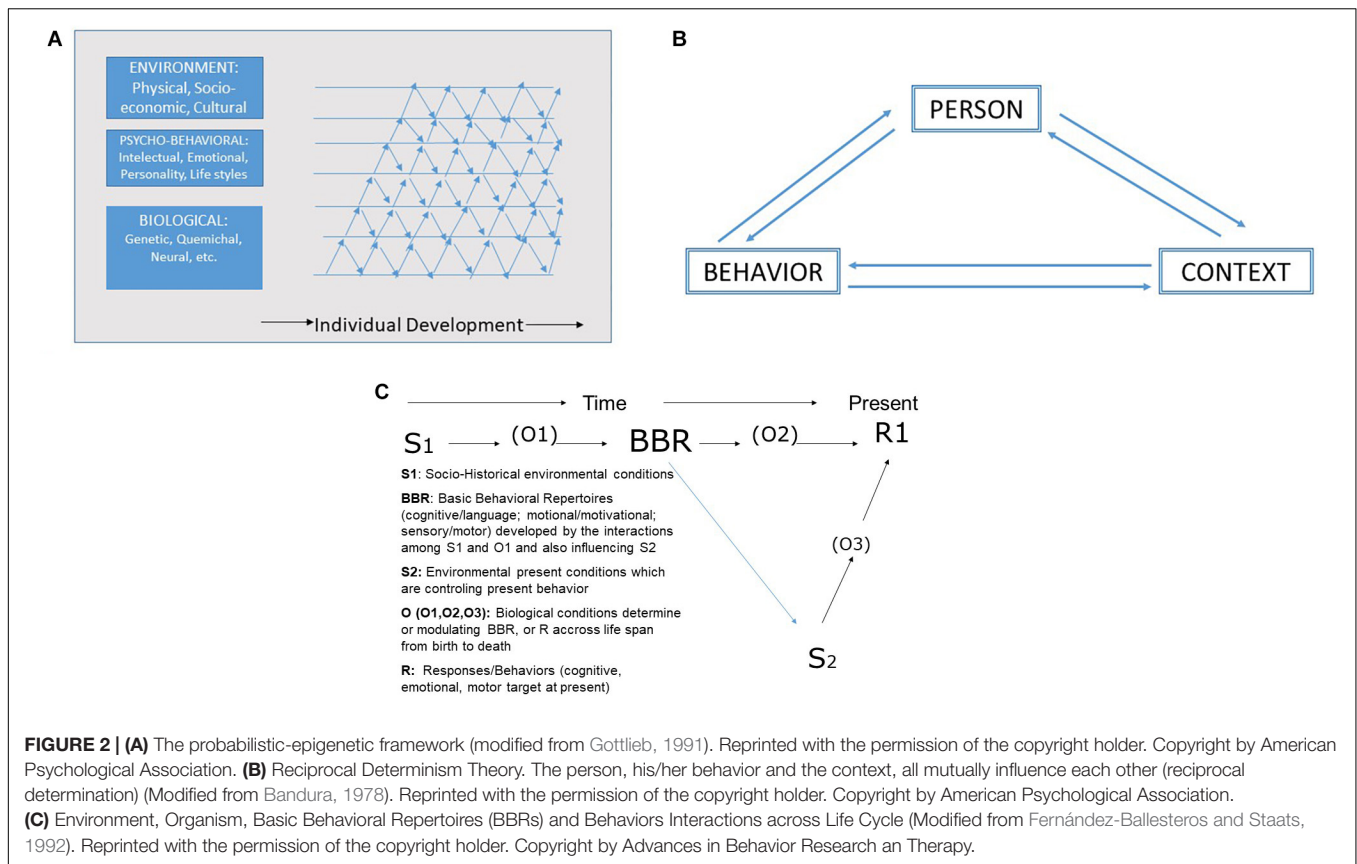 A
ENVIRONMENT:
Physical, Socio-
economic, Cultural
PSYCHO-BEHAVIORAL:
Intelectual, Emotional,
Personality, Life styles
BIOLOGICAL:
Genetic, Quemichal,
Neural, etc.
Individual Development
B
PERSON
BEHAVIOR
CONTEXT
C
Time
Present
S1
(O1)
BBR
(O2)
R1
S1: Socio-Historical environmental conditions
BBR: Basic Behavioral Repertoires
(cognitive/language; motional/motivational;
sensory/motor) developed by the interactions
among S1 and O1 and also influencing S2
S2: Environmental present conditions which
are controling present behavior
O (O1,O2,O3): Biological conditions determine
or modulating BBR, or R accross life span
from birth to death
R: Responses/Behaviors (cognitive,
emotional, motor target at present)
(O3)
S2
FIGURE 2 | (A) The probabilistic-epigenetic framework (modified from Gottlieb, 1991). Reprinted with the permission of the copyright holder. Copyright by American
Psychological Association. (B) Reciprocal Determinism Theory. The person, his/her behavior and the context, all mutually influence each other (reciprocal
determination) (Modified from Bandura, 1978). Reprinted with the permission of the copyright holder. Copyright by American Psychological Association.
(C) Environment, Organism, Basic Behavioral Repertoires (BBRs) and Behaviors Interactions across Life Cycle (Modified from Fernández-Ballesteros and Staats,
1992). Reprinted with the permission of the copyright holder. Copyright by Advances in Behavior Research an Therapy.